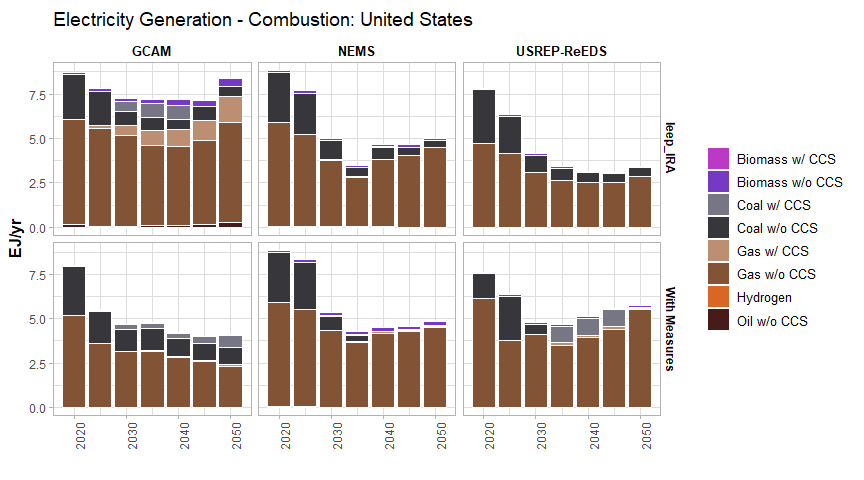 Electricity Generation - Combustion: United States
GCAM
NEMS
USREP-ReEDS
EJ/yr
7.5
5.0
2.5
0.0
ieep_IRA
7.5
5.0
2.5
0.0
With Measures
2020
2030
2040
2050
2020
2030
2040
2050
2020
2030
2040
2050
Biomass w/ CCS
Biomass w/o CCS
Coal w/ CCS
Coal w/o CCS
Gas w/ CCS
Gas w/o CCS
Hydrogen
Oil w/o CCS